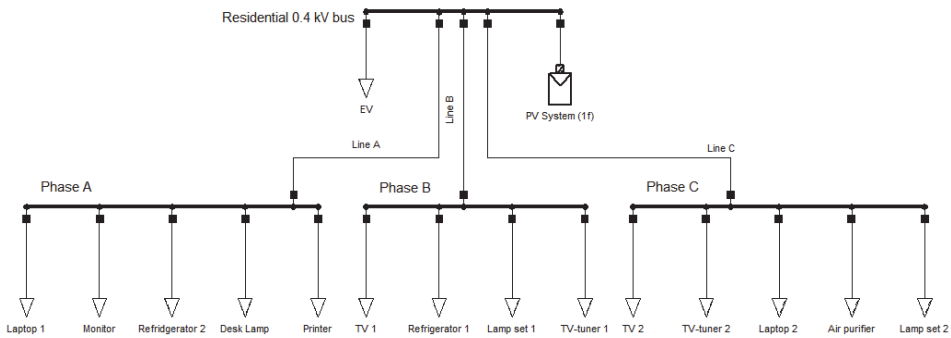 Residential 0.4 kV bus
EV
Line B
PV System (1f)
Line A
Line C
Phase A
Phase B
Phase C
Laptop 1
Monitor
Refridgerator 2
Desk Lamp
Printer
TV 1
Refrigerator 1
Lamp set 1
TV-tuner 1
TV 2
TV-tuner 2
Laptop 2
Air purifier
Lamp set 2